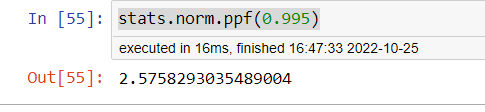 In [55]: stats.norm.ppf(0.995)
executed in 16ms, finished 16:47:33 2022-10-25
Out[55]: 2.5758293035489004